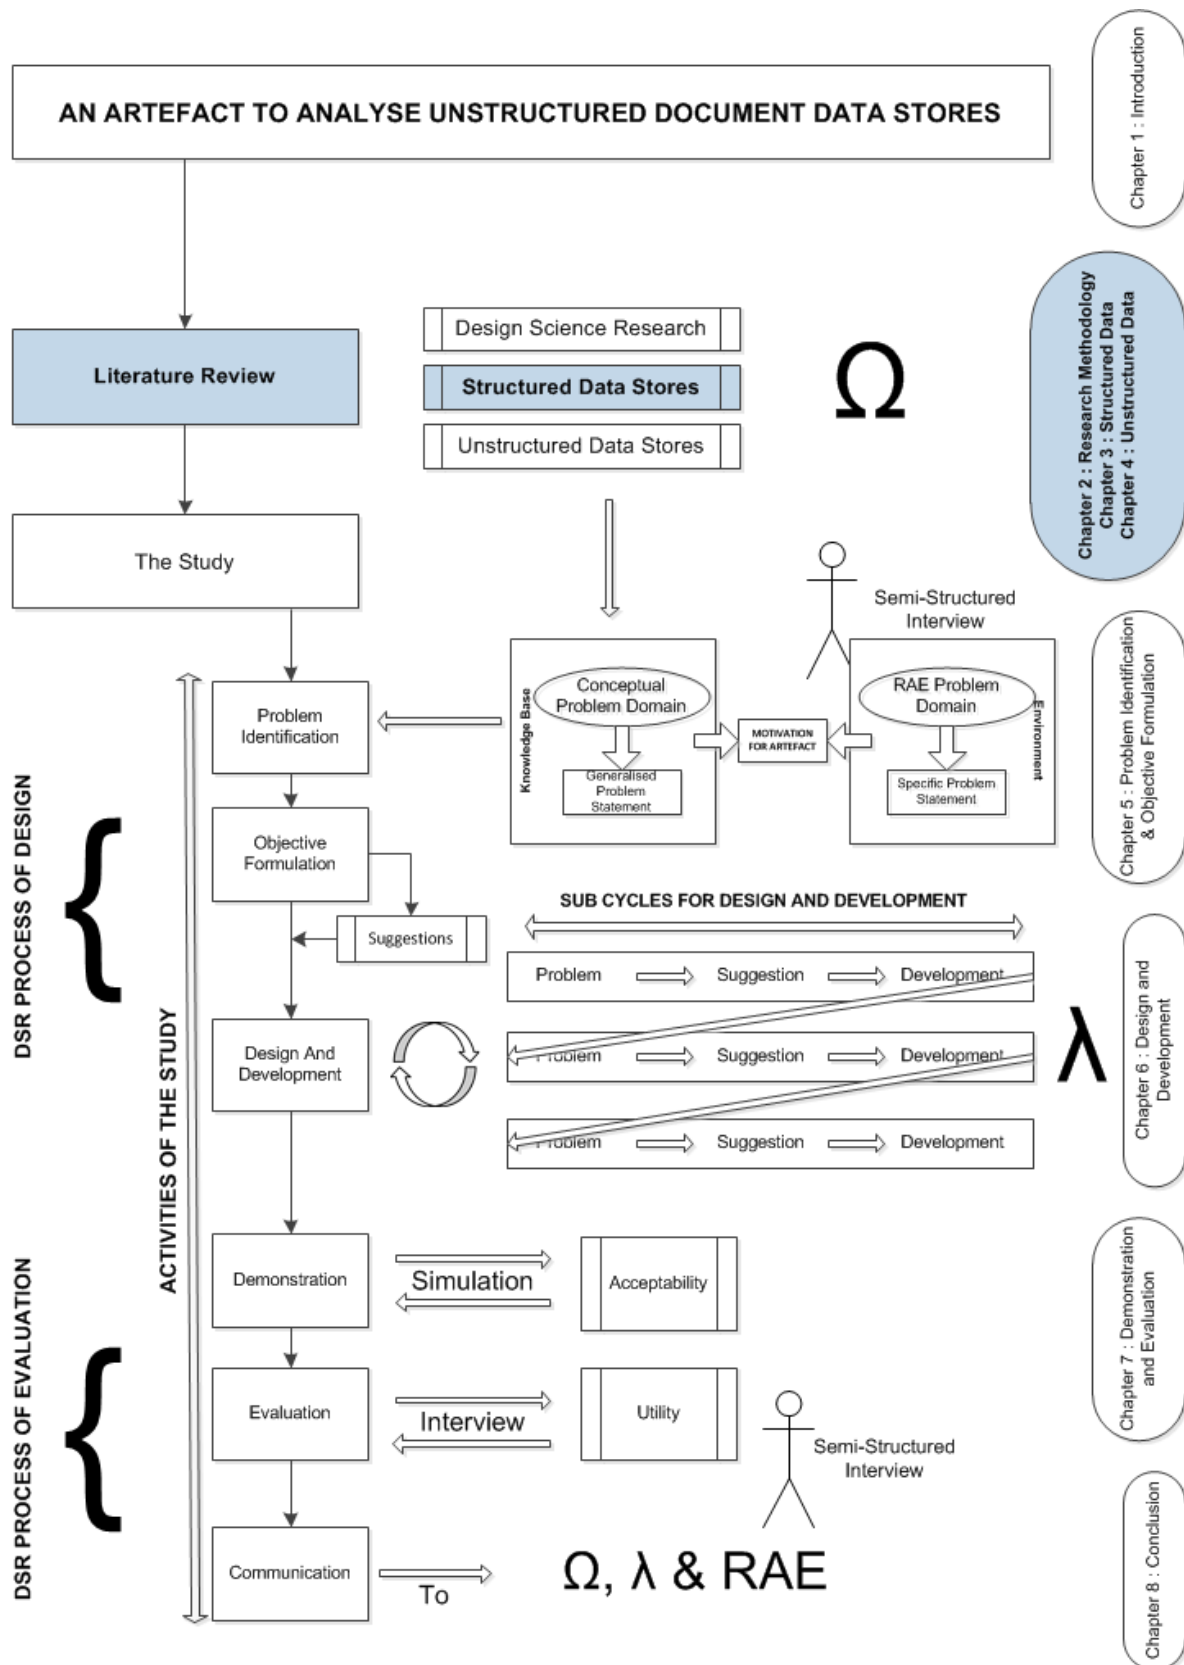 AN ARTEFACT TO ANALYSE UNSTRUCTURED DOCUMENT DATA STORES
Chapter 1 : Introduction
Literature Review
Design Science Research
Structured Data Stores
Unstructured Data Stores
Ω
Chapter 2 : Research Methodology
Chapter 3 : Structured Data
Chapter 4 : Unstructured Data
The Study
Semi-Structured
Interview
Problem
Identification
Knowledge Base
Conceptual
Problem Domain
Generalised
Problem
Statement
MOTIVATION
FOR ARTEFACT
RAE Problem
Domain
Specific Problem
Statement
Environment
Chapter 5 : Problem Identification
& Objective Formulation
DSR PROCESS OF DESIGN
{
Objective
Formulation
Suggestions
ACTIVITIES OF THE STUDY
SUB CYCLES FOR DESIGN AND DEVELOPMENT
Problem
Suggestion
Development
Design And
Development
Problem
Suggestion
Development
Problem
Suggestion
Development
λ
Chapter 6 : Design and
Development
DSR PROCESS OF EVALUATION
{
Demonstration
Simulation
Acceptability
Chapter 7 : Demonstration
and Evaluation
Evaluation
Interview
Utility
Semi-Structured
Interview
Communication
To
Ω, λ & RAE
Chapter 8 : Conclusion